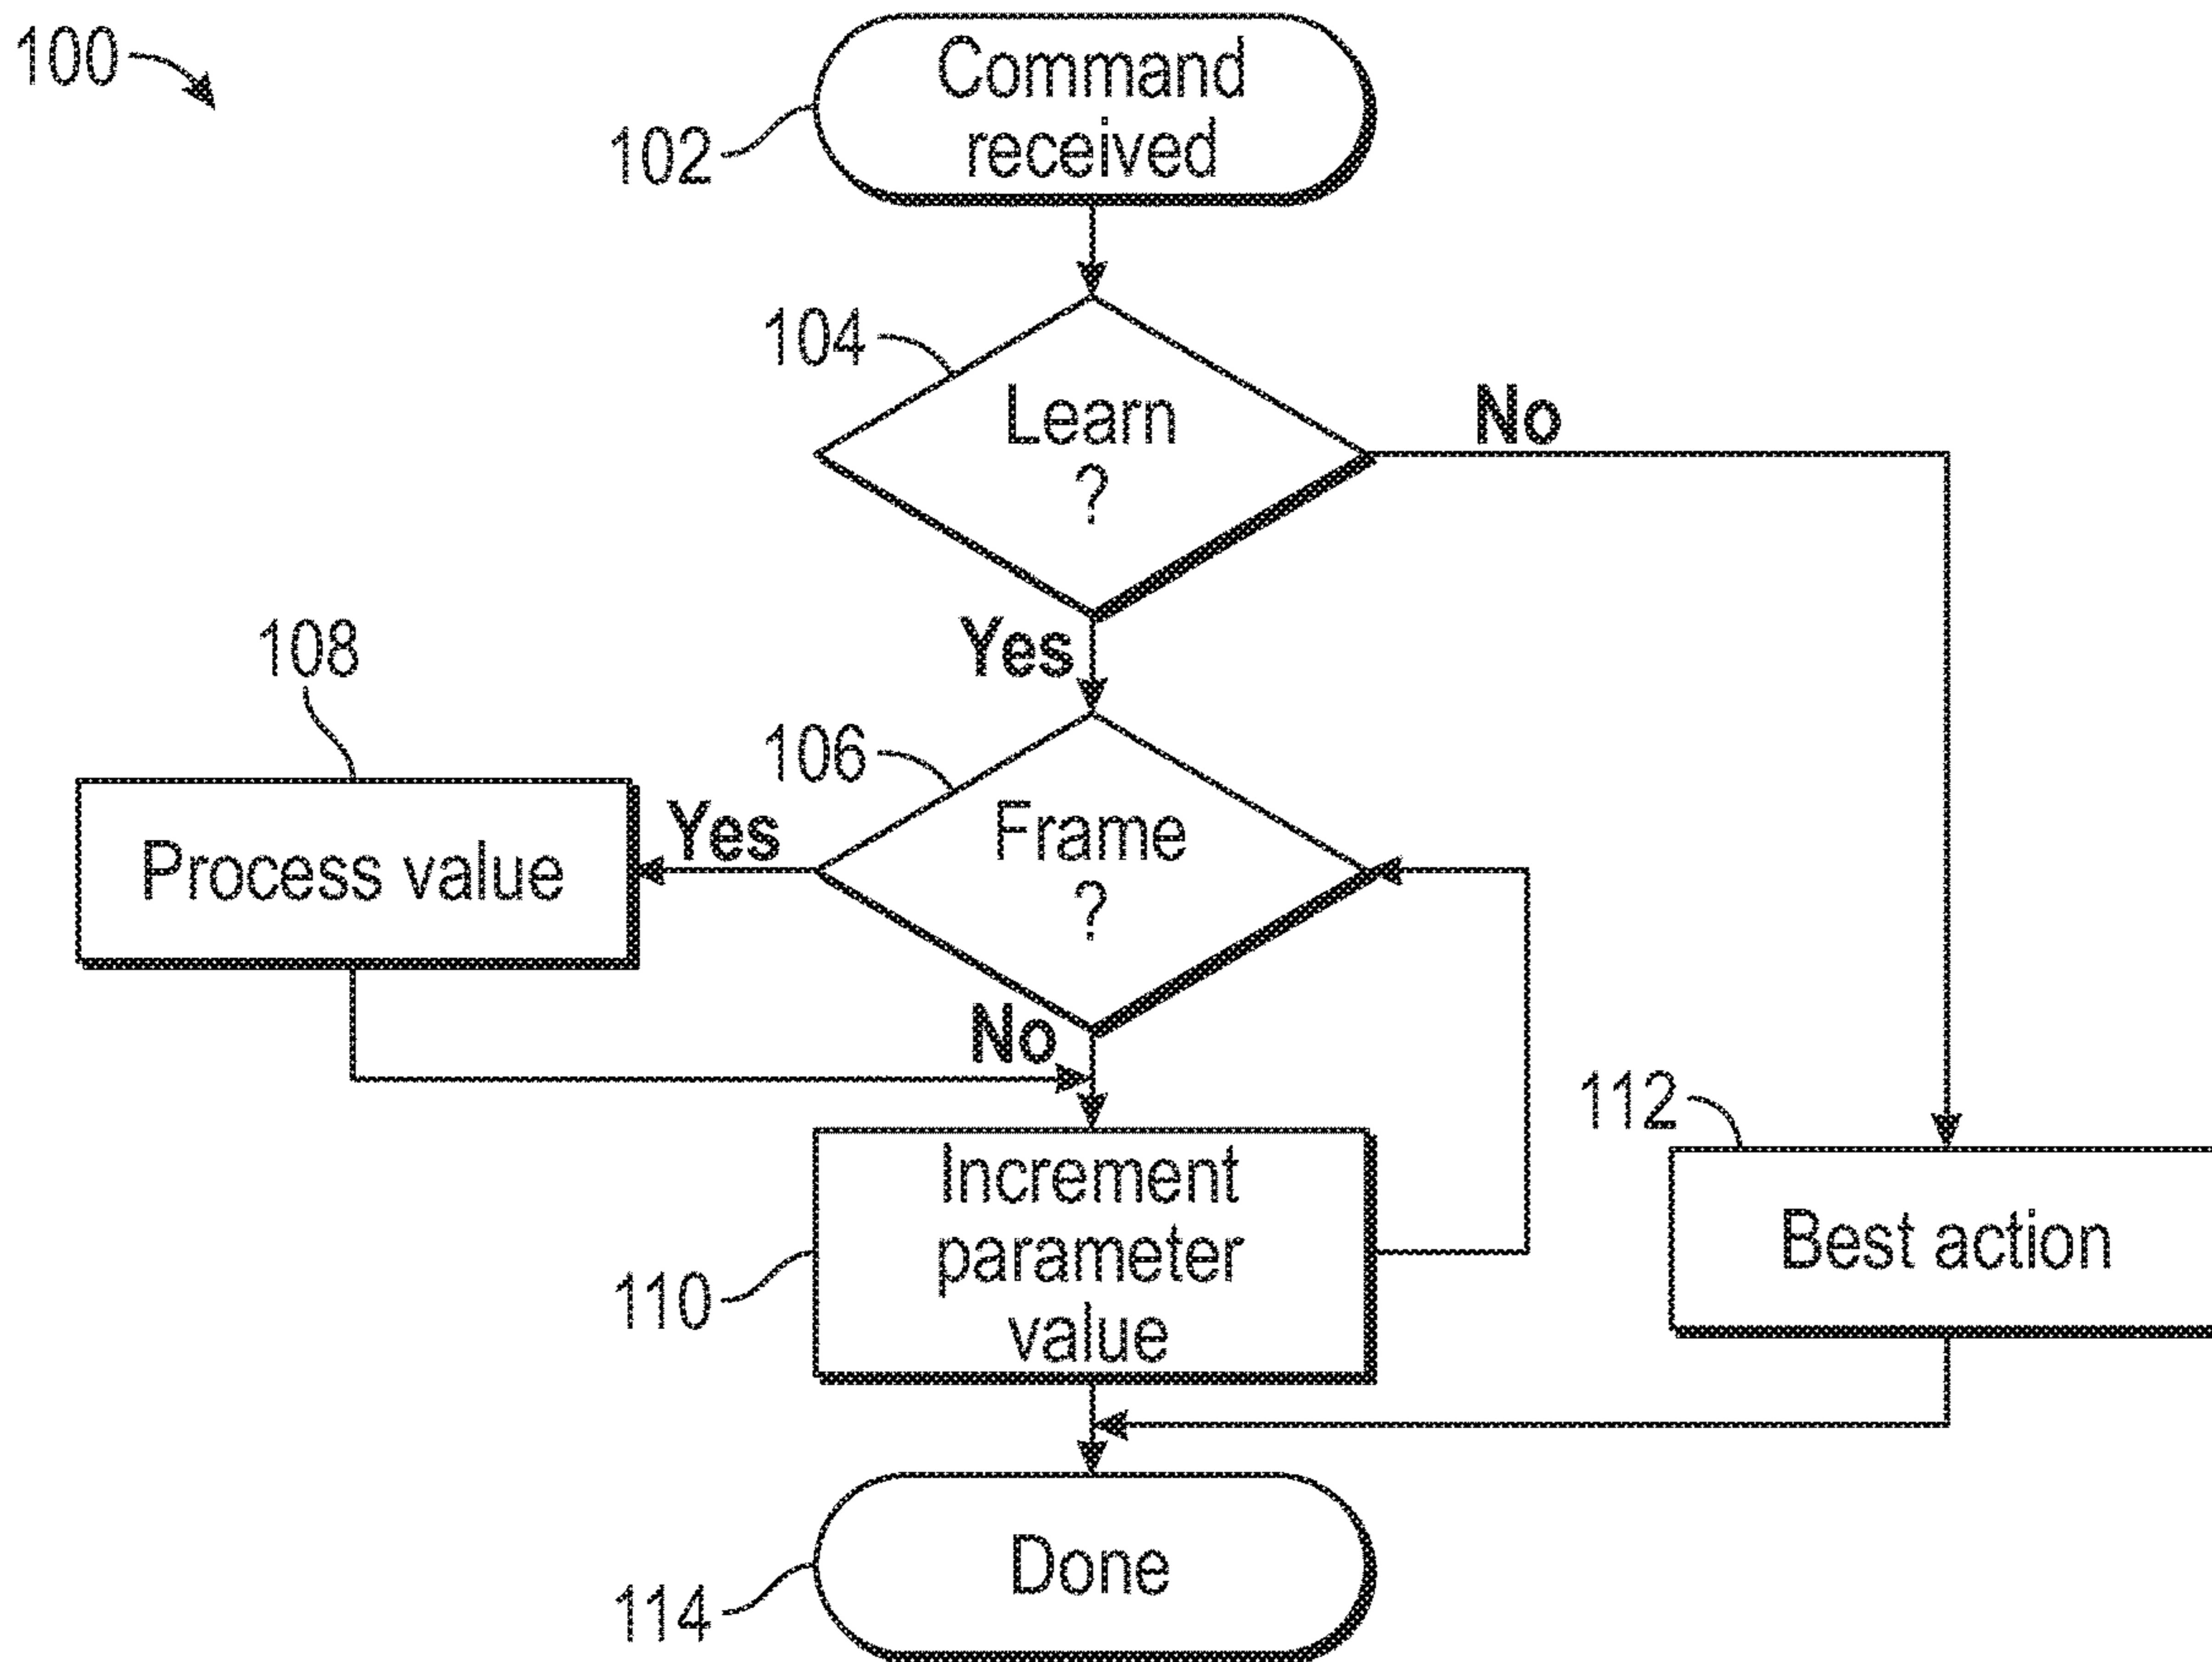 100
Command
received
102
104
Learn
?
No
Yes
108
106
Process value
Yes
Frame
?
No
112
Increment
parameter
value
110
Best action
Done
114